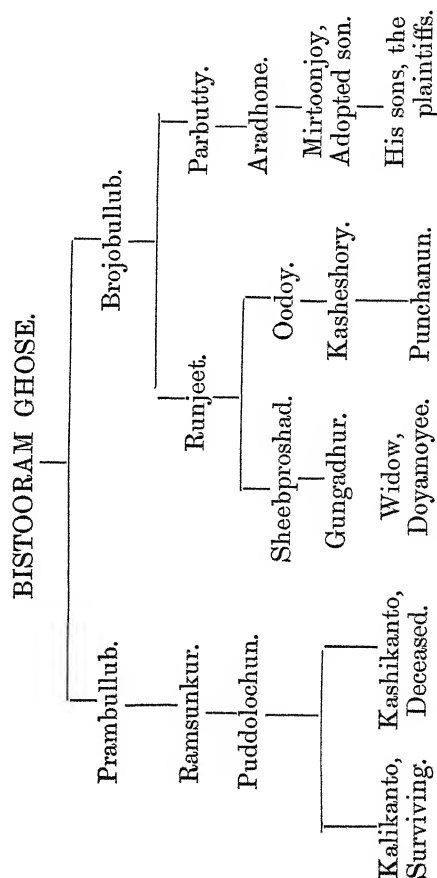 BISTOORAM GHOSE.
Prambullub.
Brojobullub.
Ramsunkur.
Runjeet.
Parbutty.
Puddolochun.
Sheebproshad.
Oodoy.
Aradhone.
Gungadhur.
Kasheshory.
Mirtoonjoy,
Adopted son.
Kalikanto,
Surviving.
Kashikanto,
Deceased.
Widow,
Doyamoyee.
Punchanun.
His sons, the
plaintiffs.